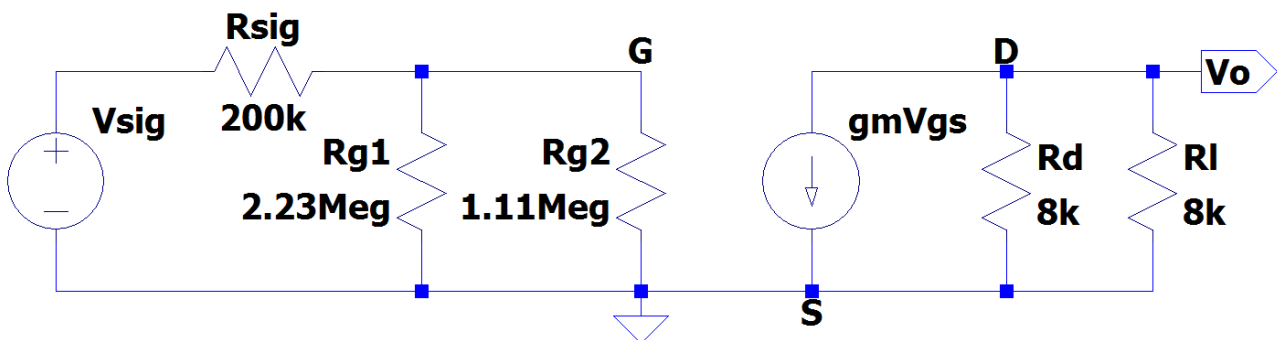 Rsig
200k
Vsig
Rg1
2.23Meg
G
Rg2
1.11Meg
gmVgs
D
Rd
8k
Rl
8k
Vo
S